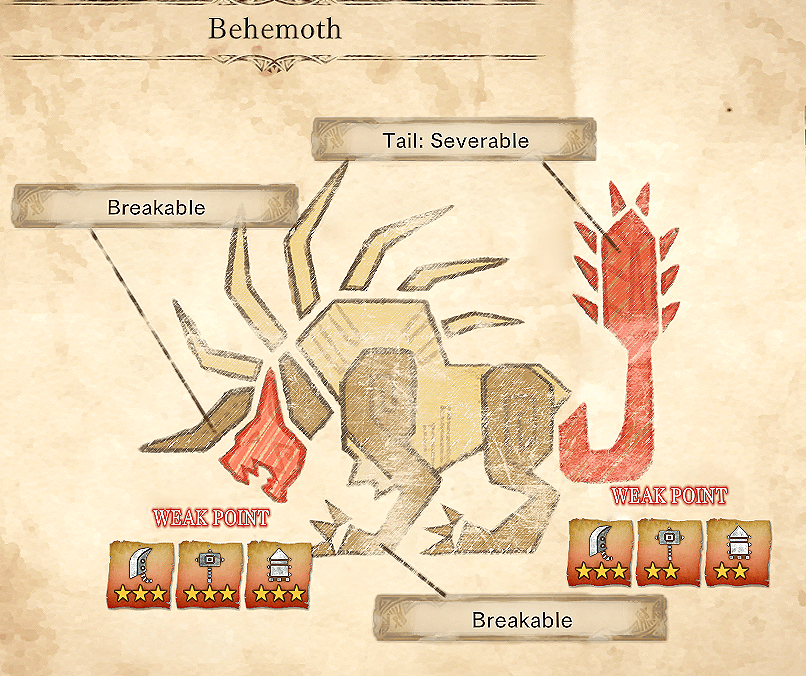 Behemoth
Tail: Severable
Breakable
WEAK POINT
WEAK POINT
Breakable